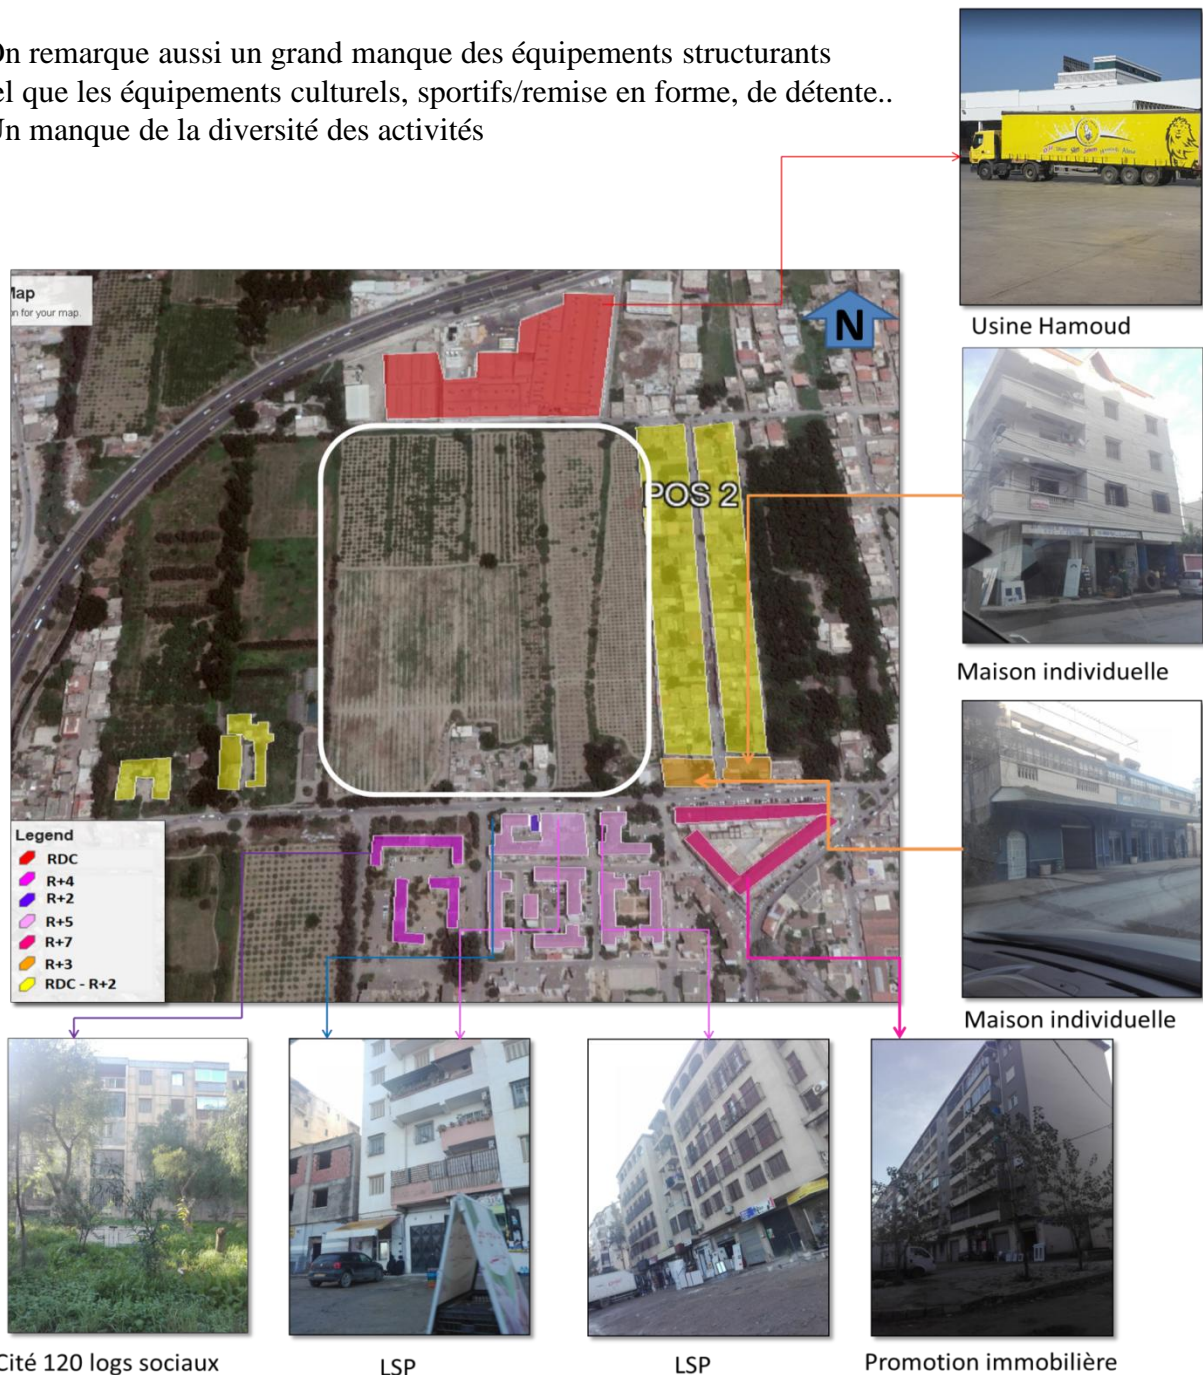 On remarque aussi un grand manque des équipements structurants
tel que les équipements culturels, sportifs/remise en forme, de détente..
Un manque de la diversité des activités
Usine Hamoud
Map
n for your map.
N
POS 2
Maison individuelle
Maison individuelle
Legend
RDC
R+4
R+2
R+5
R+7
R+3
RDC - R+2
Cité 120 logs sociaux
LSP
LSP
Promotion immobilière